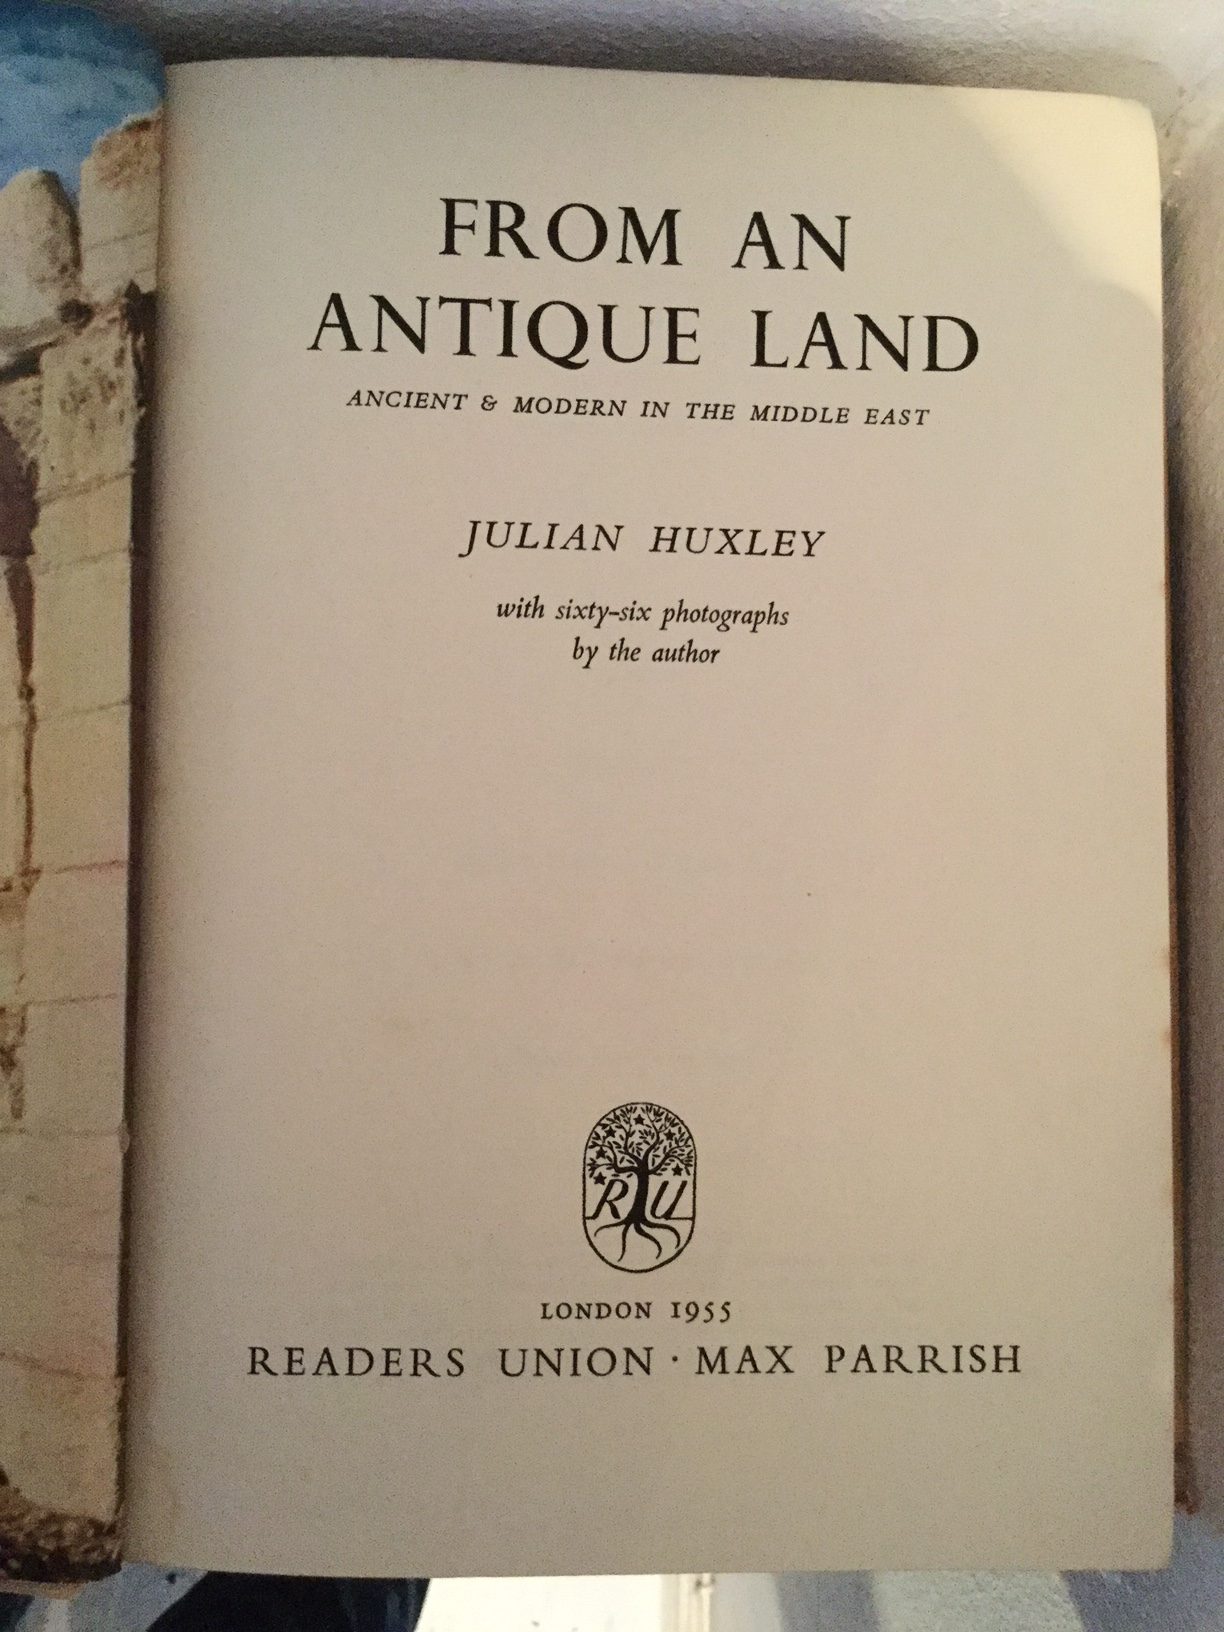 FROM AN
ANTIQUE LAND
ANCIENT & MODERN IN THE MIDDLE EAST
JULIAN HUXLEY
with sixty-six photographs
by the author
RU
LONDON 1955
READERS UNION · MAX PARRISH